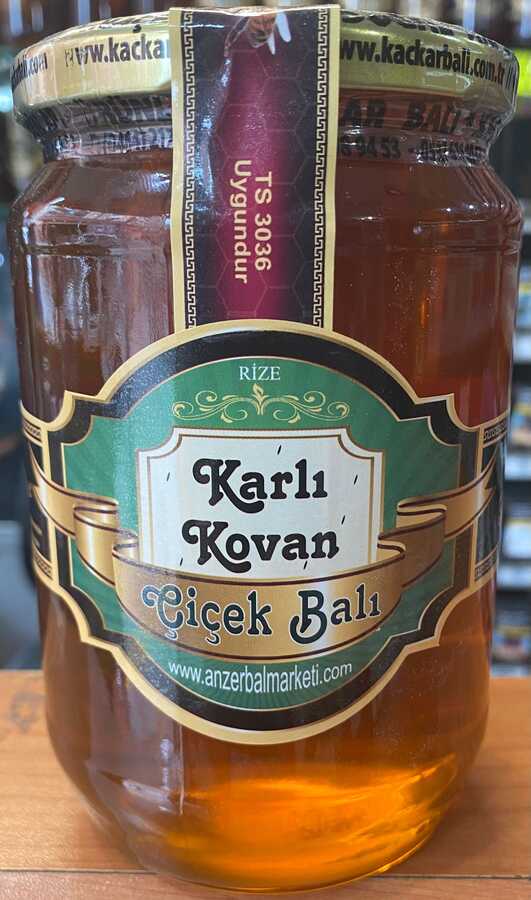 www.kackarbali.com.tr
TS 3036
Uygundur
RİZE
Karlı
Kovan
Çiçek Balı
www.anzerbalmarketi.com